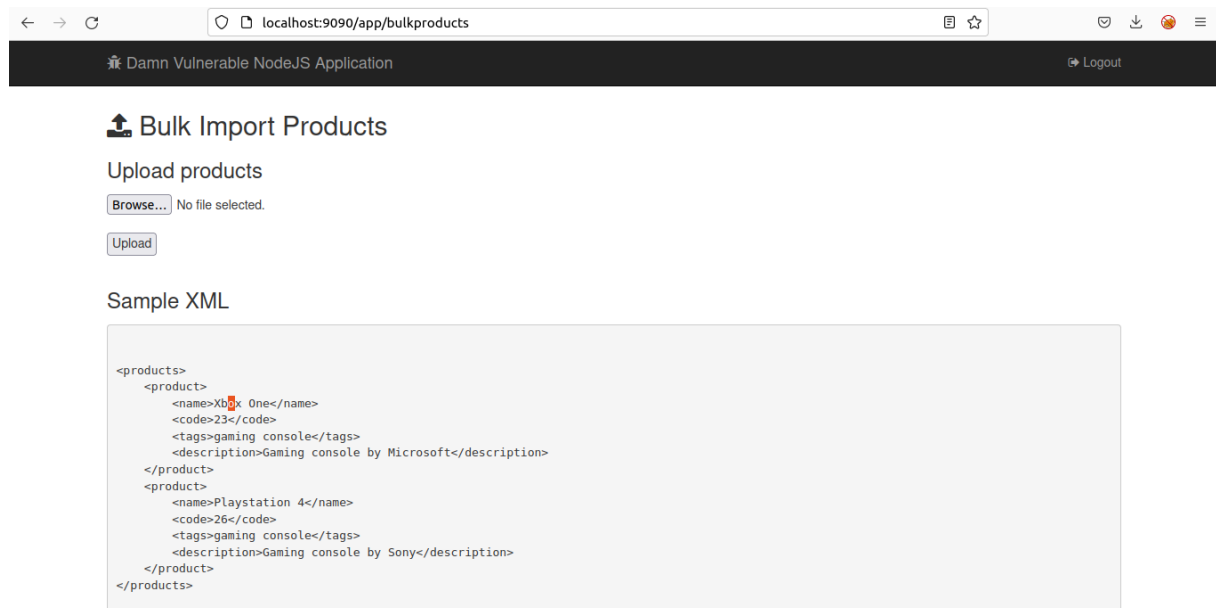 localhost:9090/app/bulkproducts
Damn Vulnerable NodeJS Application
Logout
Bulk Import Products
Upload products
Browse... No file selected.
Upload
Sample XML
<products>
    <product>
        <name>Xbox One</name>
        <code>23</code>
        <tags>gaming console</tags>
        <description>Gaming console by Microsoft</description>
    </product>
    <product>
        <name>Playstation 4</name>
        <code>26</code>
        <tags>gaming console</tags>
        <description>Gaming console by Sony</description>
    </product>
</products>